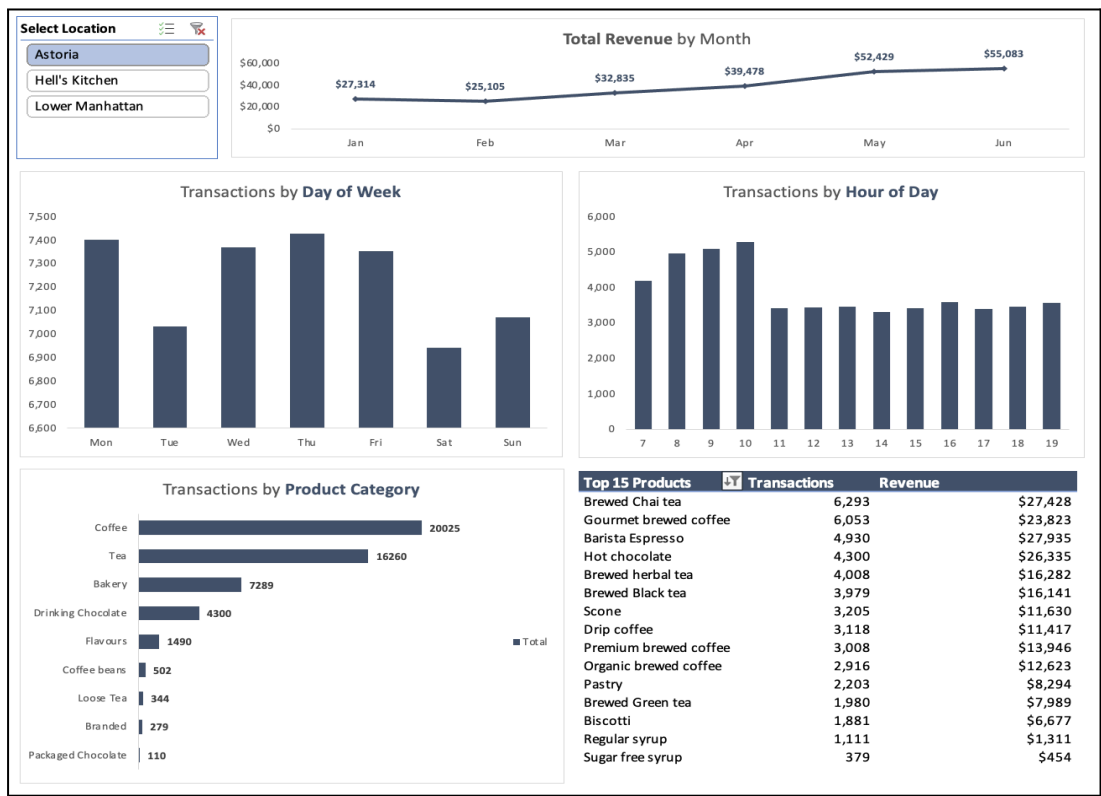 Select Location
Astoria
Hell's Kitchen
Lower Manhattan
Total Revenue by Month
$60,000
$40,000
$20,000
$0
$27,314
$25,105
$32,835
$39,478
$52,429
$55,083
Jan Feb Mar Apr May Jun
Transactions by Day of Week
7,500
7,400
7,300
7,200
7,100
7,000
6,900
6,800
6,700
6,600
Mon Tue Wed Thu Fri Sat Sun
Transactions by Hour of Day
6,000
5,000
4,000
3,000
2,000
1,000
0
7 8 9 10 11 12 13 14 15 16 17 18 19
Transactions by Product Category
Coffee 20025
Tea 16260
Bakery 7289
Drinking Chocolate 4300
Flavours 1490
Coffee beans 502
Loose Tea 344
Branded 279
Packaged Chocolate 110
Total
Top 15 Products Transactions Revenue
Brewed Chai tea 6,293 $27,428
Gourmet brewed coffee 6,053 $23,823
Barista Espresso 4,930 $27,935
Hot chocolate 4,300 $26,335
Brewed herbal tea 4,008 $16,282
Brewed Black tea 3,979 $16,141
Scone 3,205 $11,630
Drip coffee 3,118 $11,417
Premium brewed coffee 3,008 $13,946
Organic brewed coffee 2,916 $12,623
Pastry 2,203 $8,294
Brewed Green tea 1,980 $7,989
Biscotti 1,881 $6,677
Regular syrup 1,111 $1,311
Sugar free syrup 379 $454